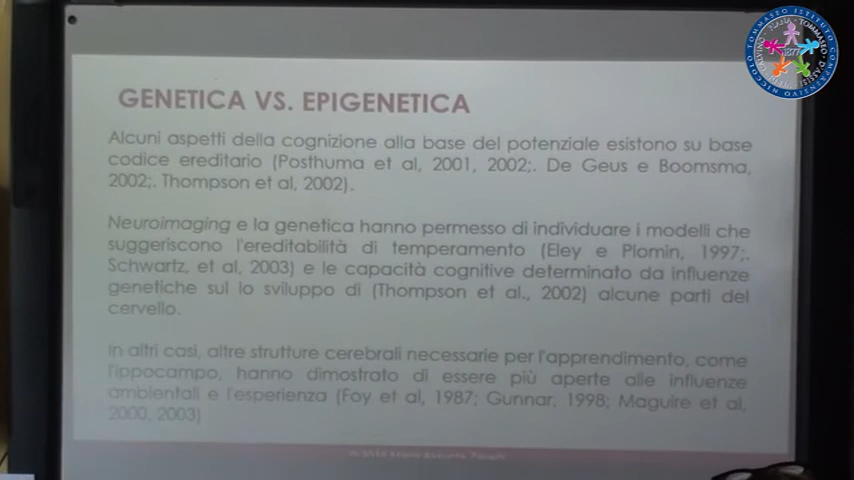 GENETICA VS. EPIGENETICA
Alcuni aspetti della cognizione alla base del potenziale esistono su base
codice ereditario (Posthuma et al, 2001, 2002;. De Geus e Boomsma,
2002;. Thompson et al, 2002).
Neuroimaging e la genetica hanno permesso di individuare i modelli che
suggeriscono l'ereditabilità di temperamento (Eley e Plomin, 1997;.
Schwartz, et al, 2003) e le capacità cognitive determinato da influenze
genetiche sul lo sviluppo di (Thompson et al., 2002) alcune parti del
cervello.
In altri casi, altre strutture cerebrali necessarie per l'apprendimento, come
l'ippocampo, hanno dimostrato di essere più aperte alle influenze
ambientali e l'esperienza (Foy et al, 1987; Gunnar, 1998; Maguire et al,
2000, 2003)
ISTITUTO COMPRENSIVO NICCOLO TOMMASEO
1877